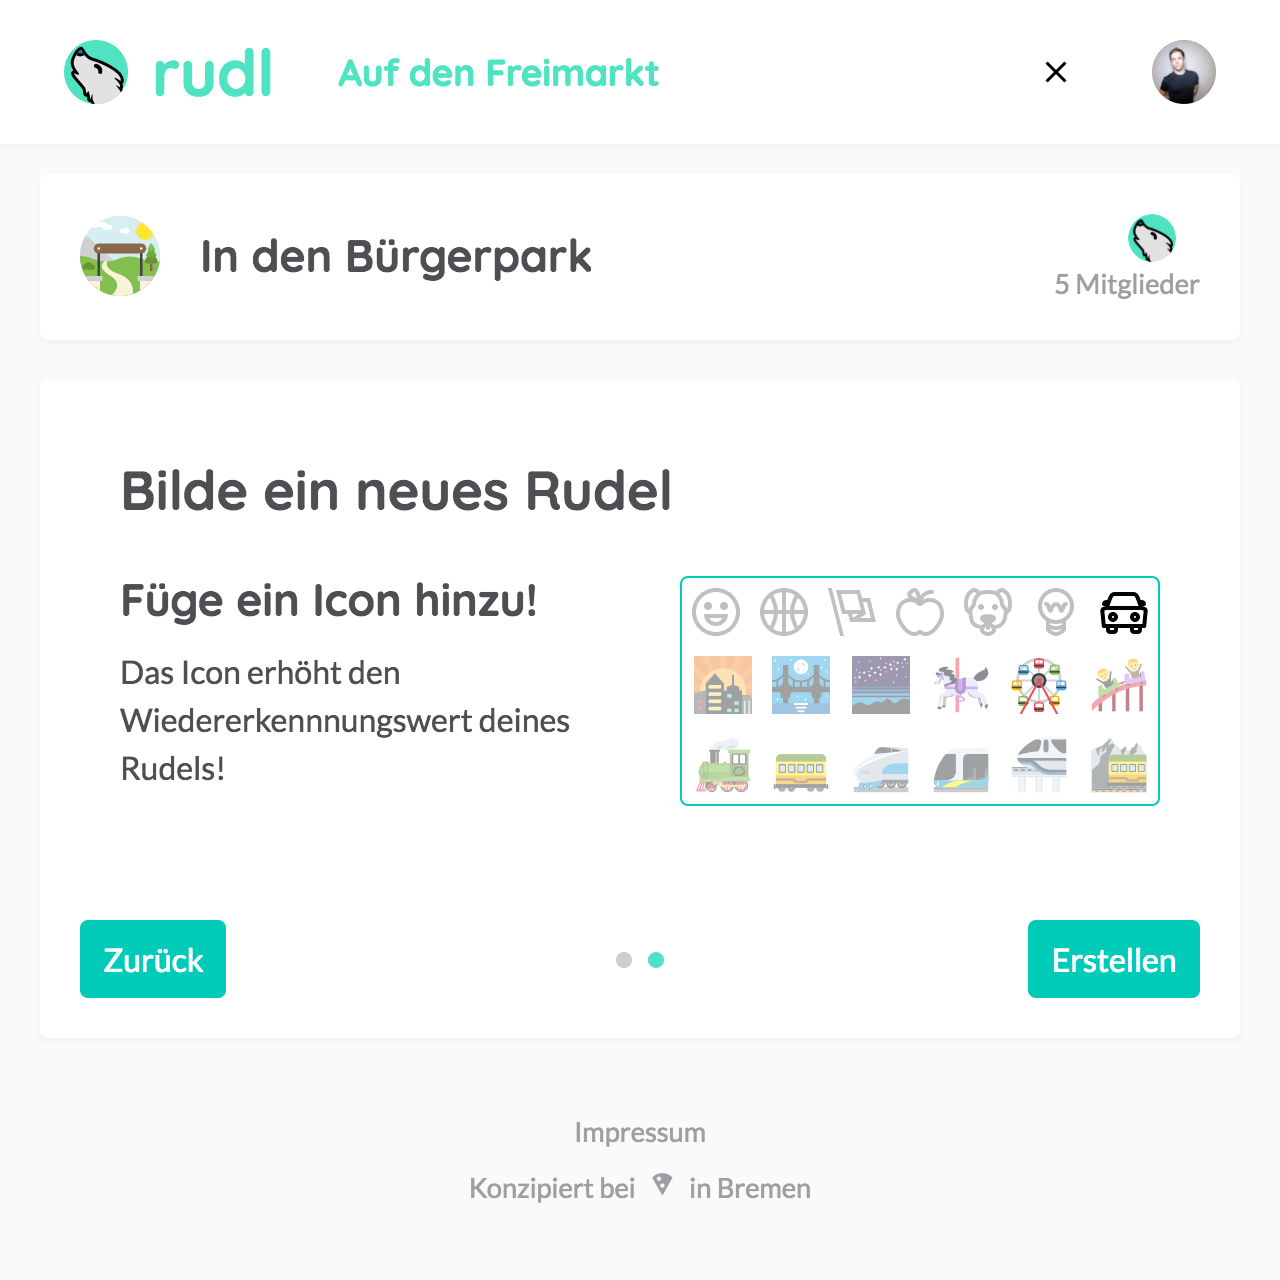 rudl
Auf den Freimarkt
In den Bürgerpark
5 Mitglieder
Bilde ein neues Rudel
Füge ein Icon hinzu!
Das Icon erhöht den
Wiedererkennnungswert deines
Rudels!
Zurück
Erstellen
Impressum
Konzipiert bei in Bremen